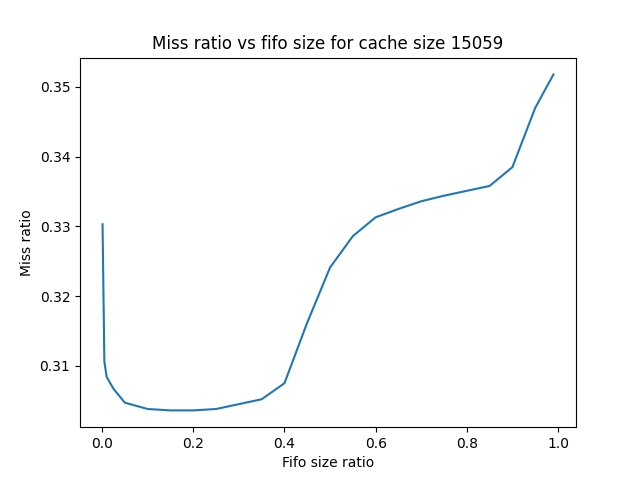 Miss ratio vs fifo size for cache size 15059
0.35
0.34
0.33
0.32
0.31
Miss ratio
0.0 0.2 0.4 0.6 0.8 1.0
Fifo size ratio